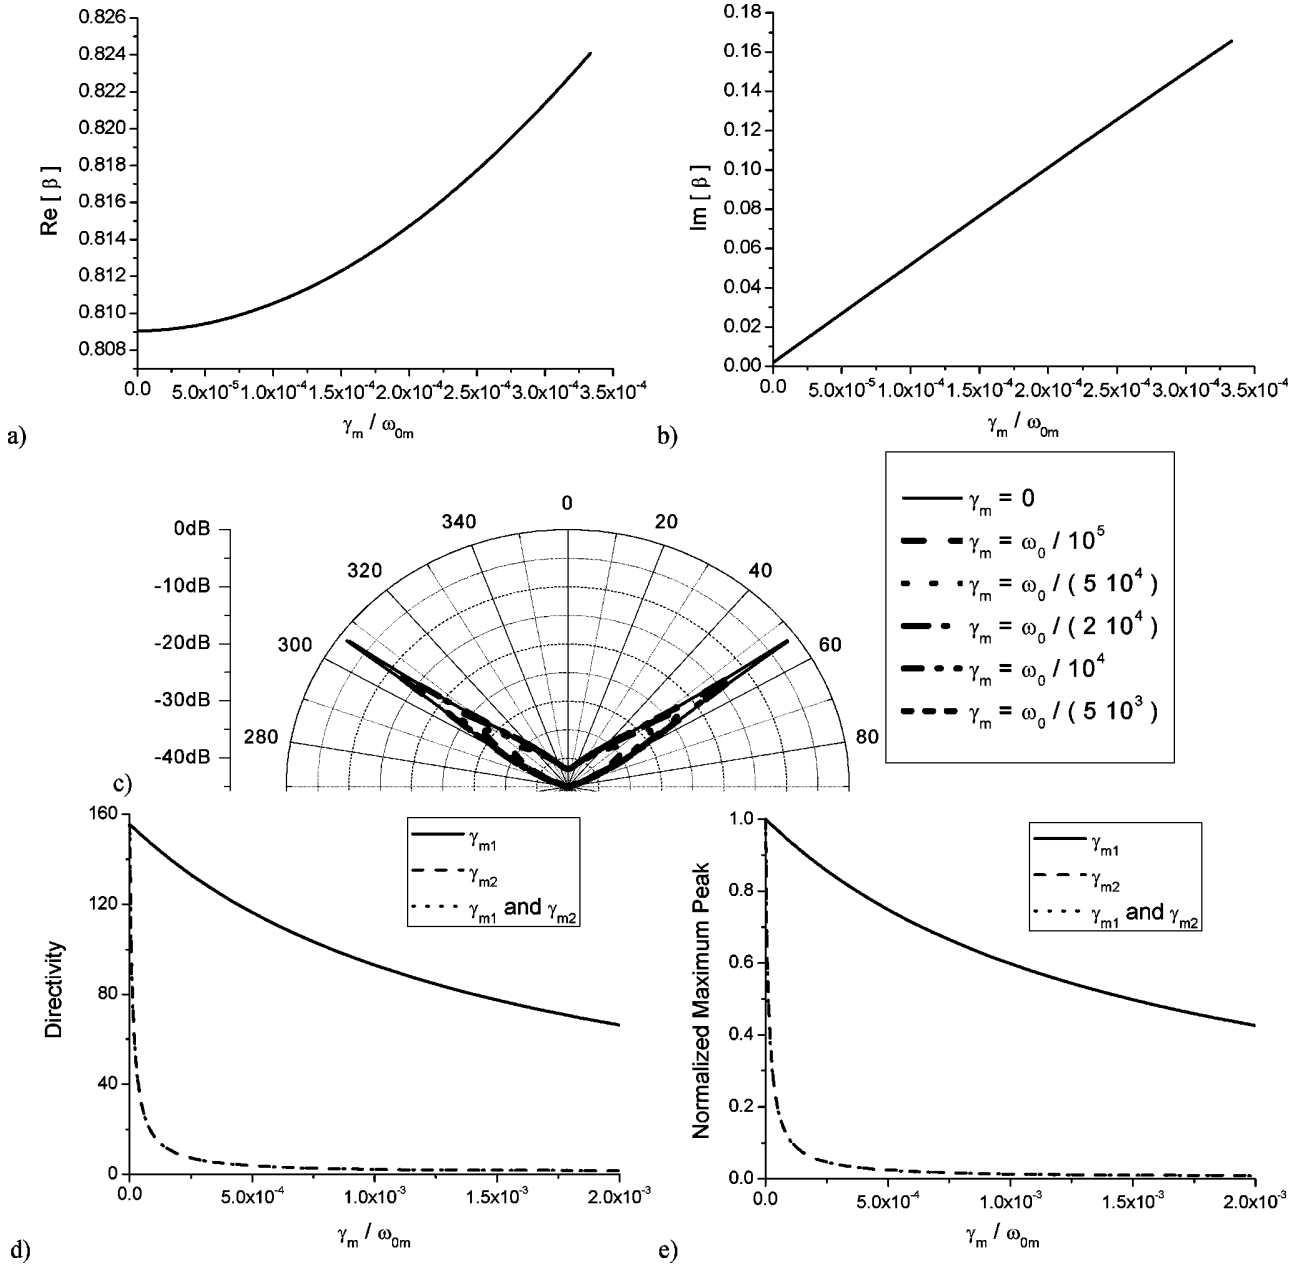 0.826
0.824
0.822
0.820
0.818
0.816
0.814
0.812
0.810
0.808
Re [ β ]
0.0 5.0x10⁻⁵ 1.0x10⁻⁴ 1.5x10⁻⁴ 2.0x10⁻⁴ 2.5x10⁻⁴ 3.0x10⁻⁴ 3.5x10⁻⁴
γₘ / ω₀ₘ
a)
0.18
0.16
0.14
0.12
0.10
0.08
0.06
0.04
0.02
0.00
Im [ β ]
0.0 5.0x10⁻⁵ 1.0x10⁻⁴ 1.5x10⁻⁴ 2.0x10⁻⁴ 2.5x10⁻⁴ 3.0x10⁻⁴ 3.5x10⁻⁴
γₘ / ω₀ₘ
b)
0dB
-10dB
-20dB
-30dB
-40dB
280
300
320
340
0
20
40
60
80
γₘ = 0
γₘ = ω₀ / 10⁵
γₘ = ω₀ / ( 5 10⁴ )
γₘ = ω₀ / ( 2 10⁴ )
γₘ = ω₀ / 10⁴
γₘ = ω₀ / ( 5 10³ )
c)
160
120
80
40
0
Directivity
γₘ₁
γₘ₂
γₘ₁ and γₘ₂
0.0 5.0x10⁻⁴ 1.0x10⁻³ 1.5x10⁻³ 2.0x10⁻³
γₘ / ω₀ₘ
d)
1.0
0.8
0.6
0.4
0.2
0.0
Normalized Maximum Peak
γₘ₁
γₘ₂
γₘ₁ and γₘ₂
0.0 5.0x10⁻⁴ 1.0x10⁻³ 1.5x10⁻³ 2.0x10⁻³
γₘ / ω₀ₘ
e)